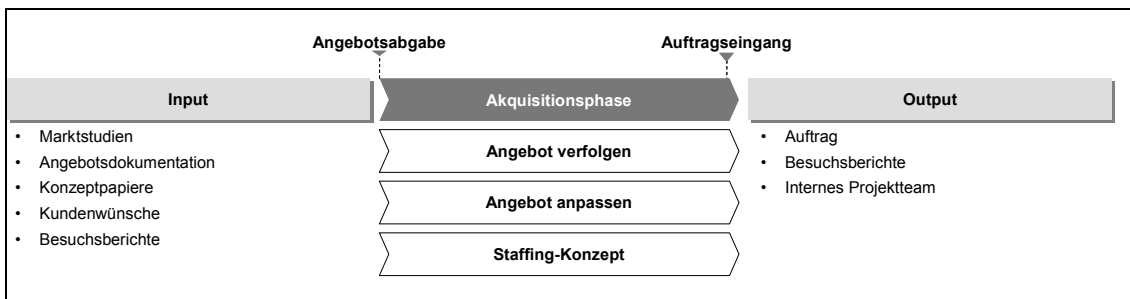 Angebotsabgabe
Auftragseingang
Input
Akquisitionsphase
Output
• Marktstudien
• Angebotsdokumentation
• Konzeptpapiere
• Kundenwünsche
• Besuchsberichte
Angebot verfolgen
Angebot anpassen
Staffing-Konzept
• Auftrag
• Besuchsberichte
• Internes Projektteam